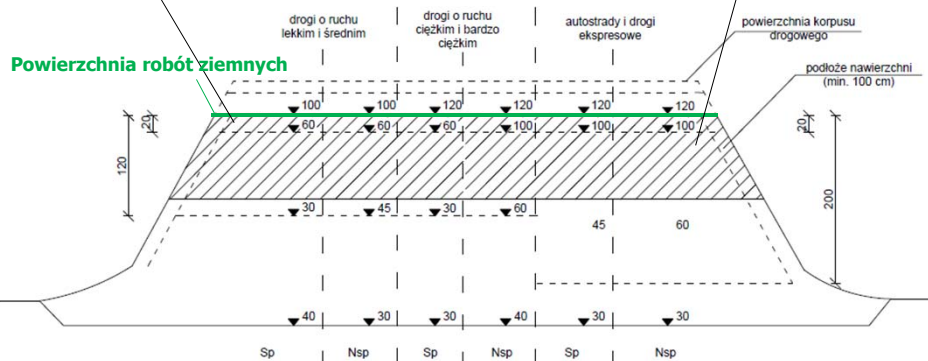 drogi o ruchu
lekkim i średnim
drogi o ruchu
ciężkim i bardzo
ciężkim
autostrady i drogi
ekspresowe
powierzchnia korpusu
drogowego
Powierzchnia robót ziemnych
podłoże nawierzchni
(min. 100 cm)
100 100 120 120 120 120
20 60 60 60 100 100 100 20
120 200
30 45 30 60
45 60
40 30 30 40 30 30
Sp Nsp Sp Nsp Sp Nsp